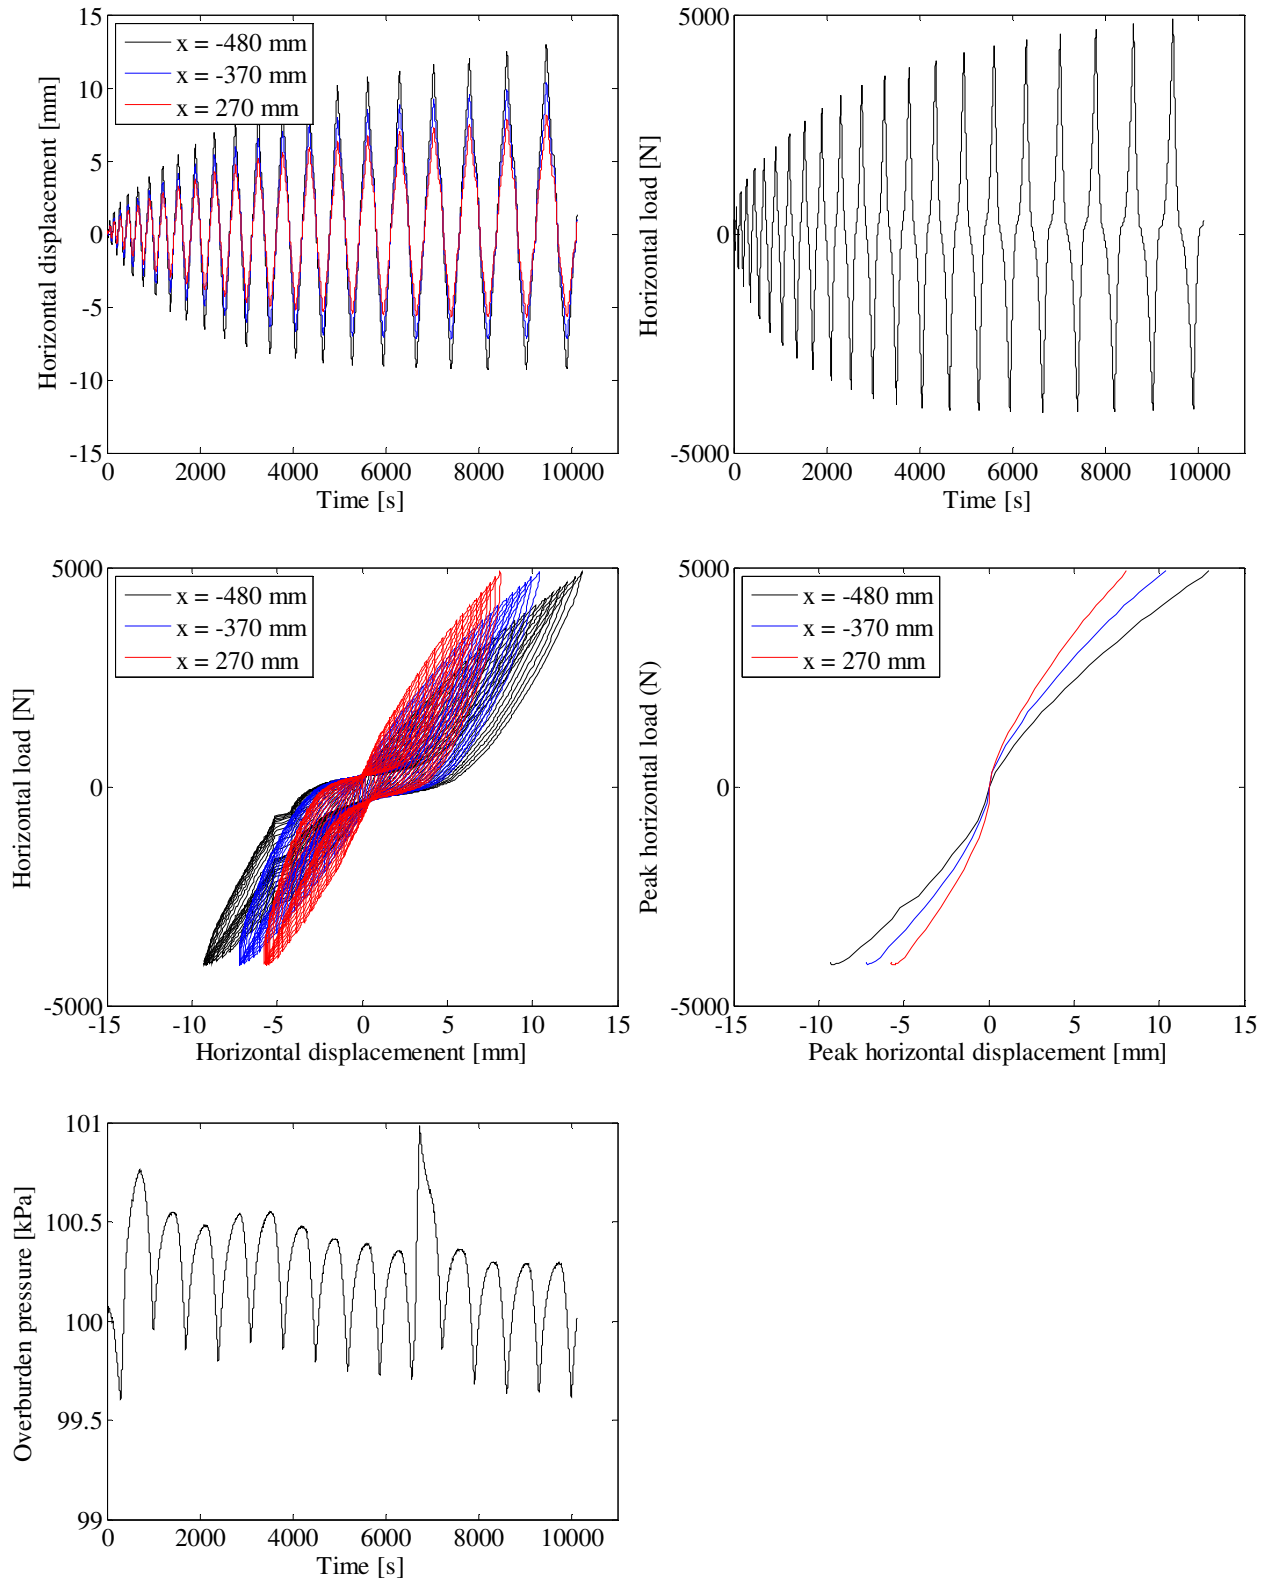 15
10
5
0
-5
-10
-15
Horizontal displacement [mm]
x = -480 mm
x = -370 mm
x = 270 mm
0 2000 4000 6000 8000 10000
Time [s]
5000
0
-5000
Horizontal load [N]
0 2000 4000 6000 8000 10000
Time [s]
5000
0
-5000
Horizontal load [N]
x = -480 mm
x = -370 mm
x = 270 mm
-15 -10 -5 0 5 10 15
Horizontal displacemenent [mm]
5000
0
-5000
Peak horizontal load (N)
x = -480 mm
x = -370 mm
x = 270 mm
-15 -10 -5 0 5 10 15
Peak horizontal displacement [mm]
101
100.5
100
99.5
99
Overburden pressure [kPa]
0 2000 4000 6000 8000 10000
Time [s]